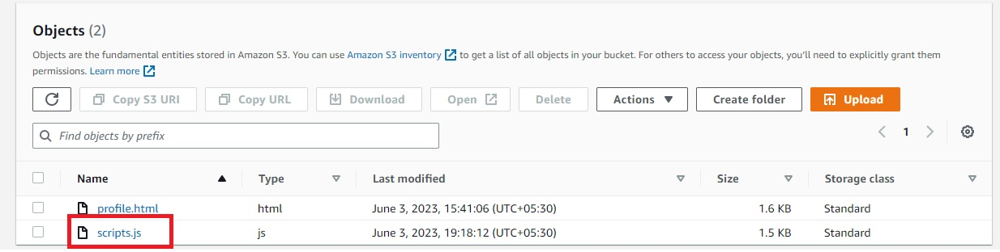 Objects (2)
Objects are the fundamental entities stored in Amazon S3. You can use Amazon S3 inventory to get a list of all objects in your bucket. For others to access your objects, you'll need to explicitly grant them
permissions. Learn more
Copy S3 URI Copy URL Download Open Delete Actions Create folder Upload
Find objects by prefix 1
Name Type Last modified Size Storage class
profile.html html June 3, 2023, 15:41:06 (UTC+05:30) 1.6 KB Standard
scripts.js js June 3, 2023, 19:18:12 (UTC+05:30) 1.5 KB Standard